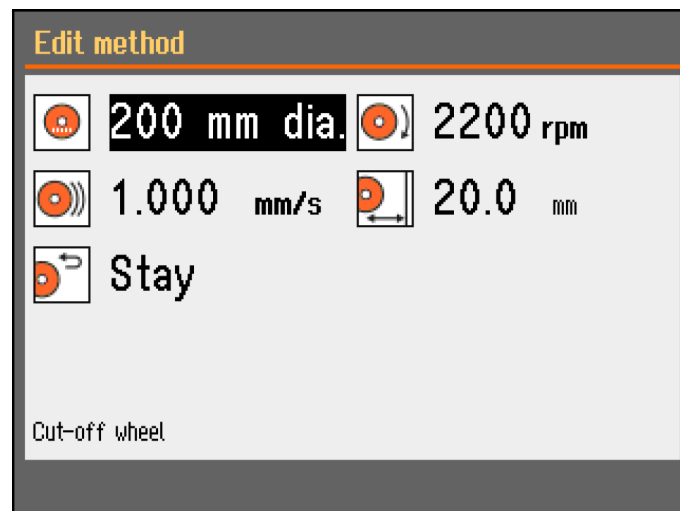 Edit method
200 mm dia. 2200 rpm
1.000 mm/s 20.0 mm
Stay
Cut-off wheel